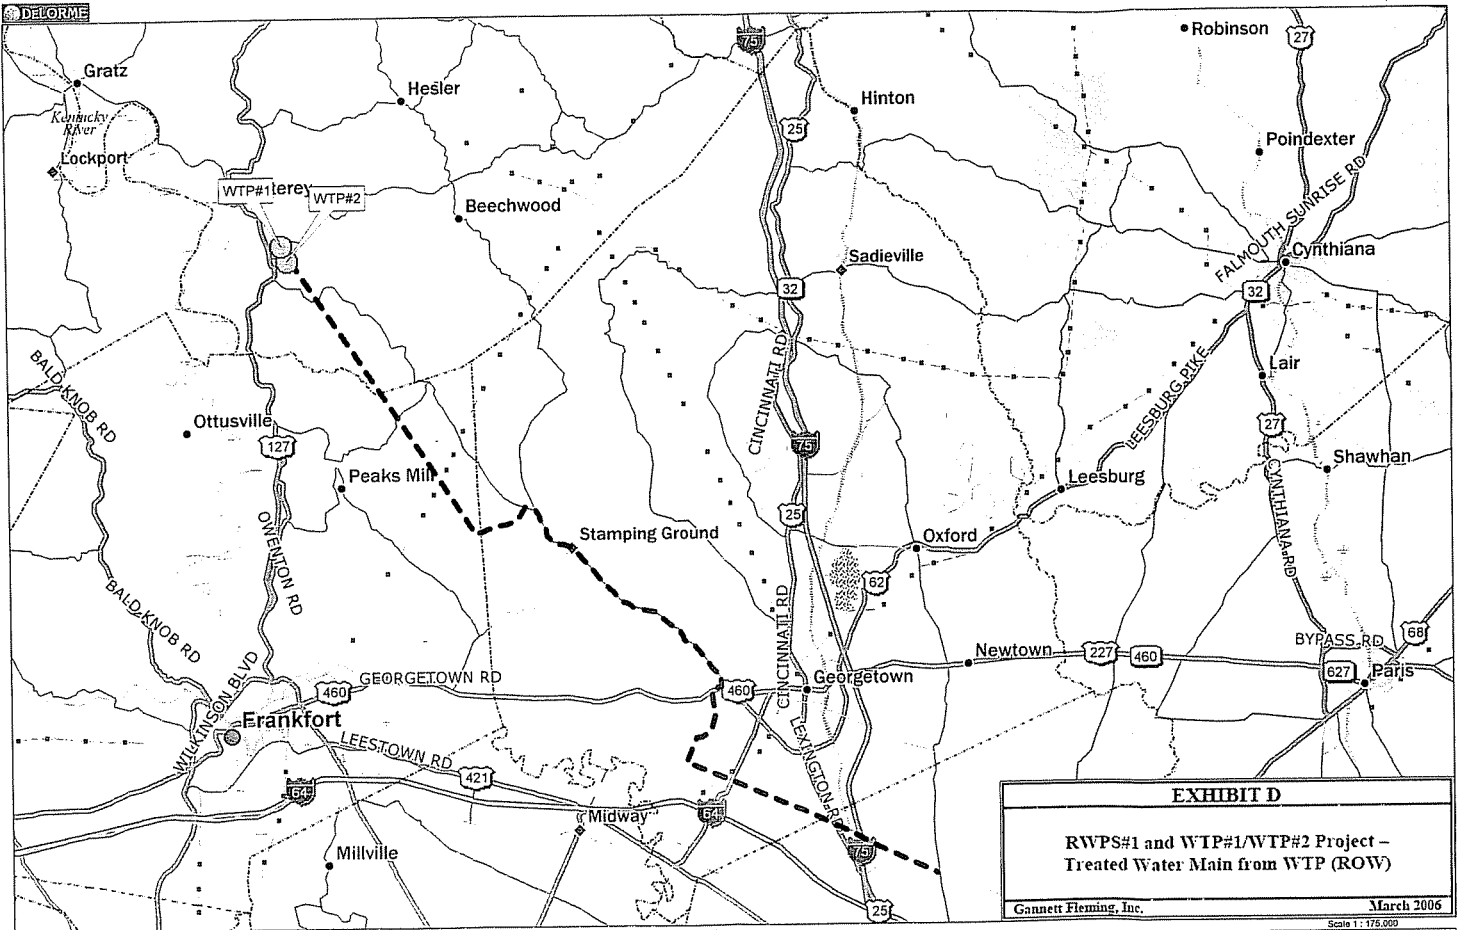 DELORME
Robinson
27
75
Gratz
Hesler
Hinton
Kentucky
River
25
Poindexter
Lockport
WTP#1
terey
WTP#2
Beechwood
FALMOUTH SUNRISE RD
Cynthiana
Sadieville
32
32
CINCINNATI RD
BALD KNOB RD
Lair
LEESBURG PIKE
Ottusville
127
75
27
Shawhan
Peaks Mill
Leesburg
CYNTHIANA RD
25
OWENTON RD
Stamping Ground
Oxford
62
BALD KNOB RD
CINCINNATI RD
68
BYPASS RD
Newtown
227
460
627
Paris
WILKINSON BLVD
460
GEORGETOWN RD
460
Georgetown
Frankfort
LEESTOWN RD
LEXINGTON RD
421
64
64
Midway
75
Millville
25
EXHIBIT D
RWPS#1 and WTP#1/WTP#2 Project –
Treated Water Main from WTP (ROW)
Gannett Fleming, Inc.
March 2006
Scale 1 : 175,000